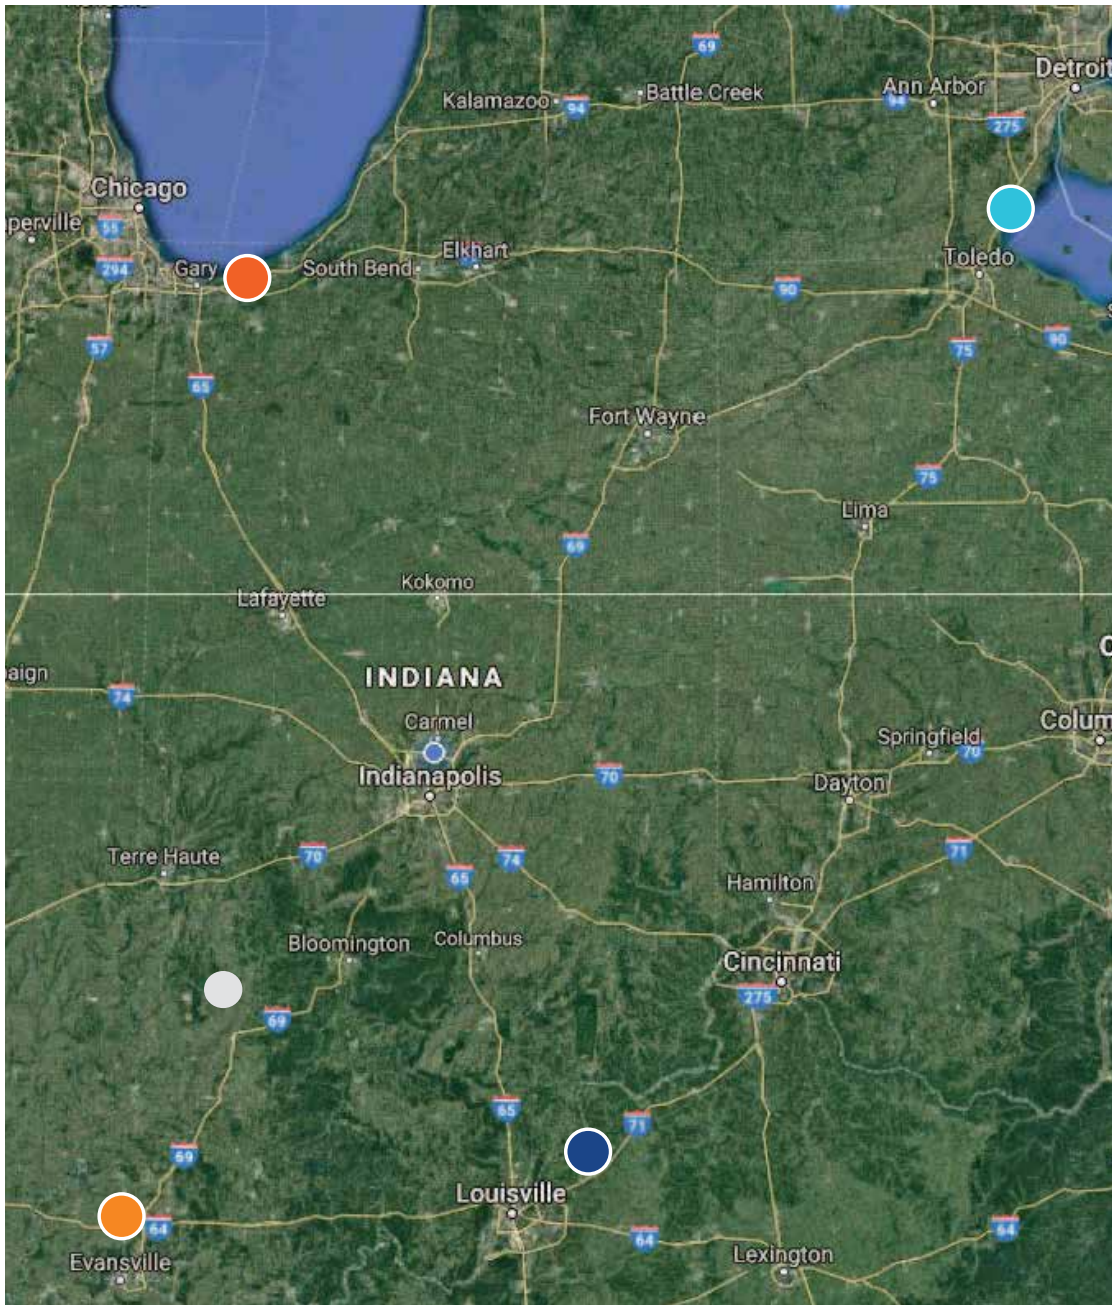 69
Detroit
Kalamazoo
94
Battle Creek
94
Ann Arbor
275
Chicago
perville
55
294
Gary
South Bend
Elkhart
Toledo
90
57
65
75
90
Fort Wayne
75
Lima
69
Kokomo
Lafayette
INDIANA
aign
74
Carmel
Colum
Springfield
70
Indianapolis
70
Dayton
Terre Haute
70
74
65
71
Hamilton
Bloomington
Columbus
Cincinnati
275
69
65
71
69
Louisville
64
64
64
Evansville
Lexington